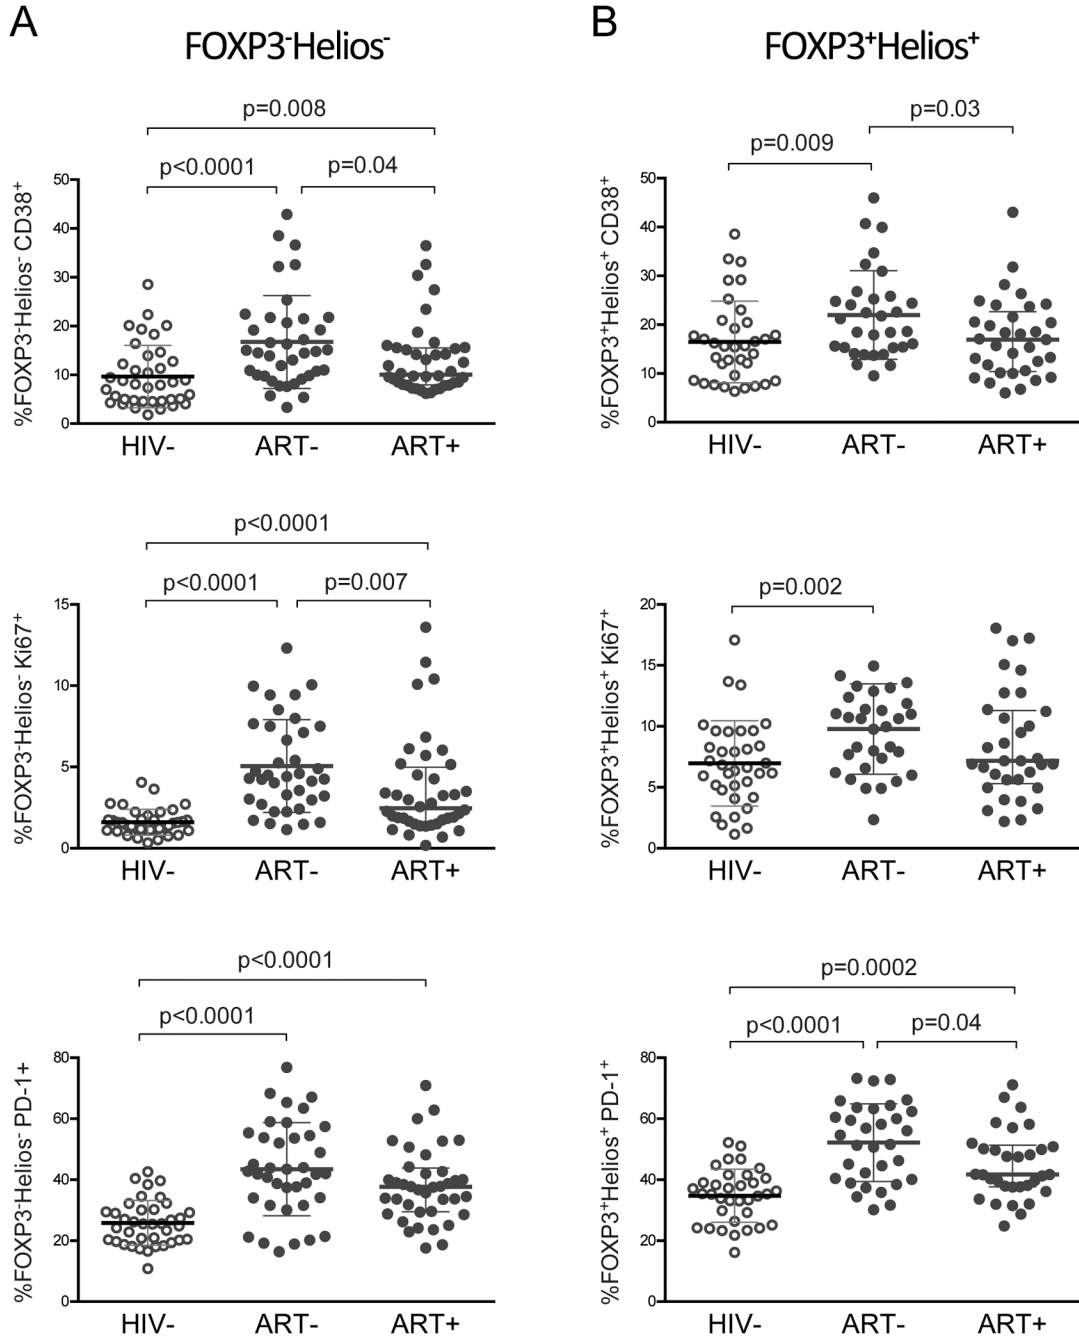 A
B
FOXP3⁻Helios⁻
FOXP3⁺Helios⁺
p=0.008
p<0.0001
p=0.04
%FOXP3⁻Helios⁻ CD38⁺
50
40
30
20
10
0
HIV-
ART-
ART+
p=0.03
p=0.009
%FOXP3⁺Helios⁺ CD38⁺
50
40
30
20
10
0
HIV-
ART-
ART+
p<0.0001
p<0.0001
p=0.007
%FOXP3⁻Helios⁻ Ki67⁺
15
10
5
0
HIV-
ART-
ART+
p=0.002
%FOXP3⁺Helios⁺ Ki67⁺
20
15
10
5
0
HIV-
ART-
ART+
p<0.0001
p<0.0001
%FOXP3⁻Helios⁻ PD-1+
80
60
40
20
0
HIV-
ART-
ART+
p=0.0002
p<0.0001
p=0.04
%FOXP3⁺Helios⁺ PD-1⁺
80
60
40
20
0
HIV-
ART-
ART+